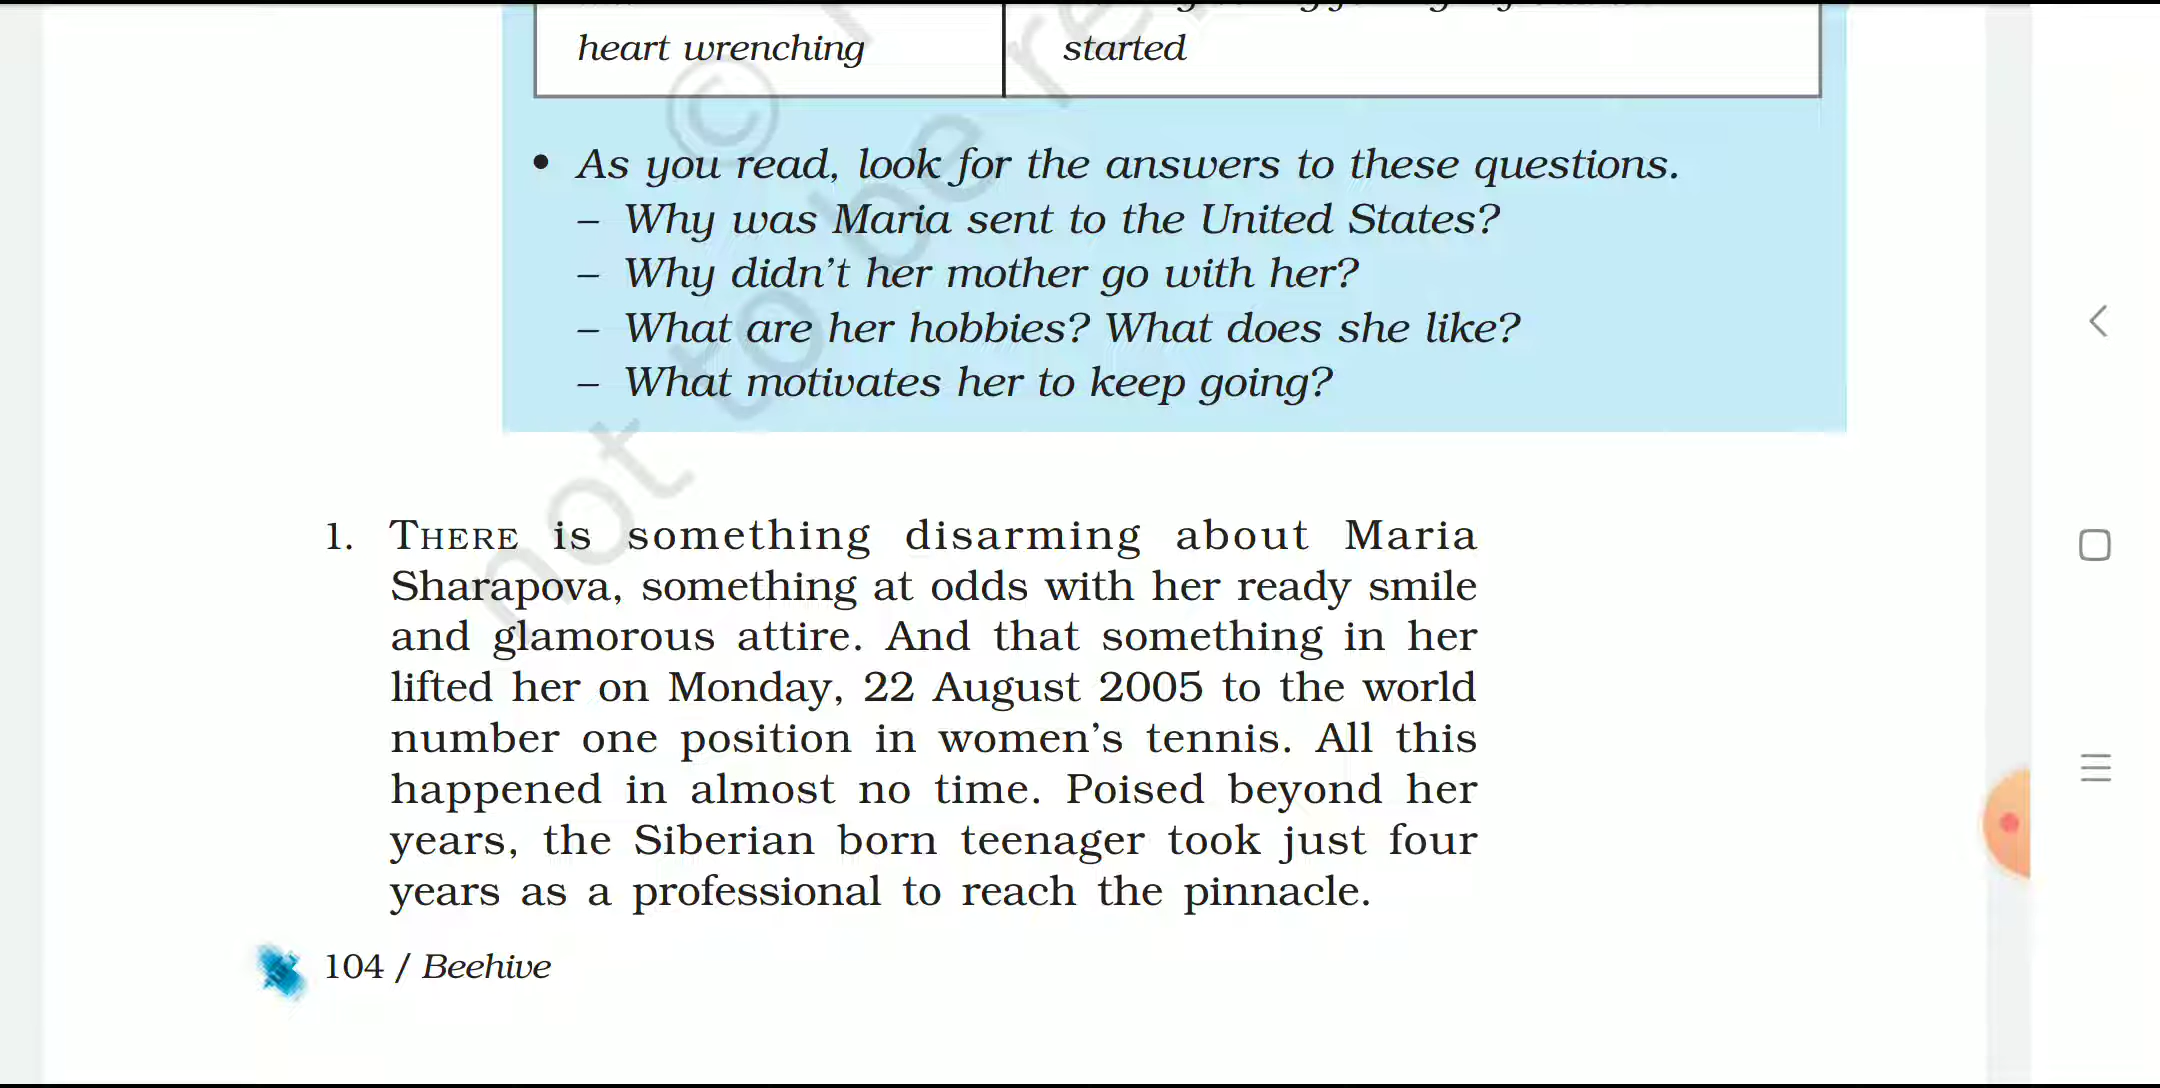 heart wrenching
started
• As you read, look for the answers to these questions.
– Why was Maria sent to the United States?
– Why didn’t her mother go with her?
– What are her hobbies? What does she like?
– What motivates her to keep going?
1. THERE is something disarming about Maria
Sharapova, something at odds with her ready smile
and glamorous attire. And that something in her
lifted her on Monday, 22 August 2005 to the world
number one position in women’s tennis. All this
happened in almost no time. Poised beyond her
years, the Siberian born teenager took just four
years as a professional to reach the pinnacle.
104 / Beehive
©
not to be re